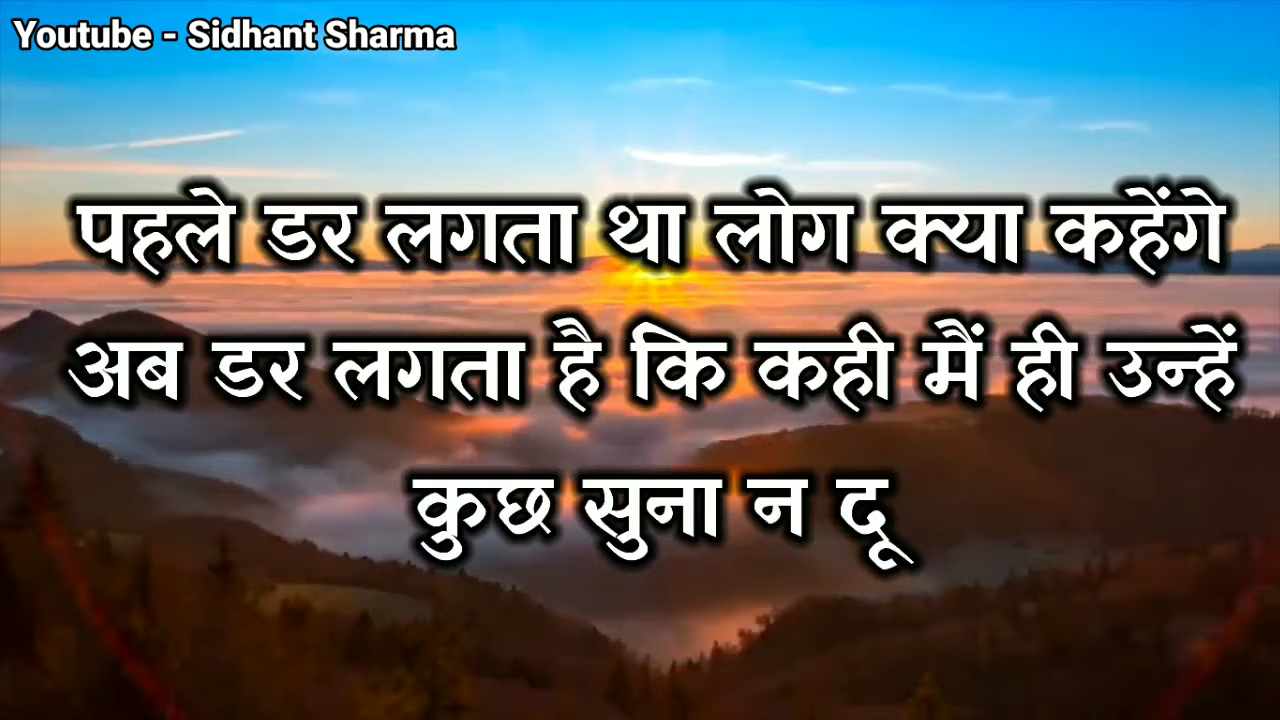 Youtube - Sidhant Sharma
पहले डर लगता था लोग क्या कहेंगे
अब डर लगता है कि कही मैं ही उन्हें
कुछ सुना न दू